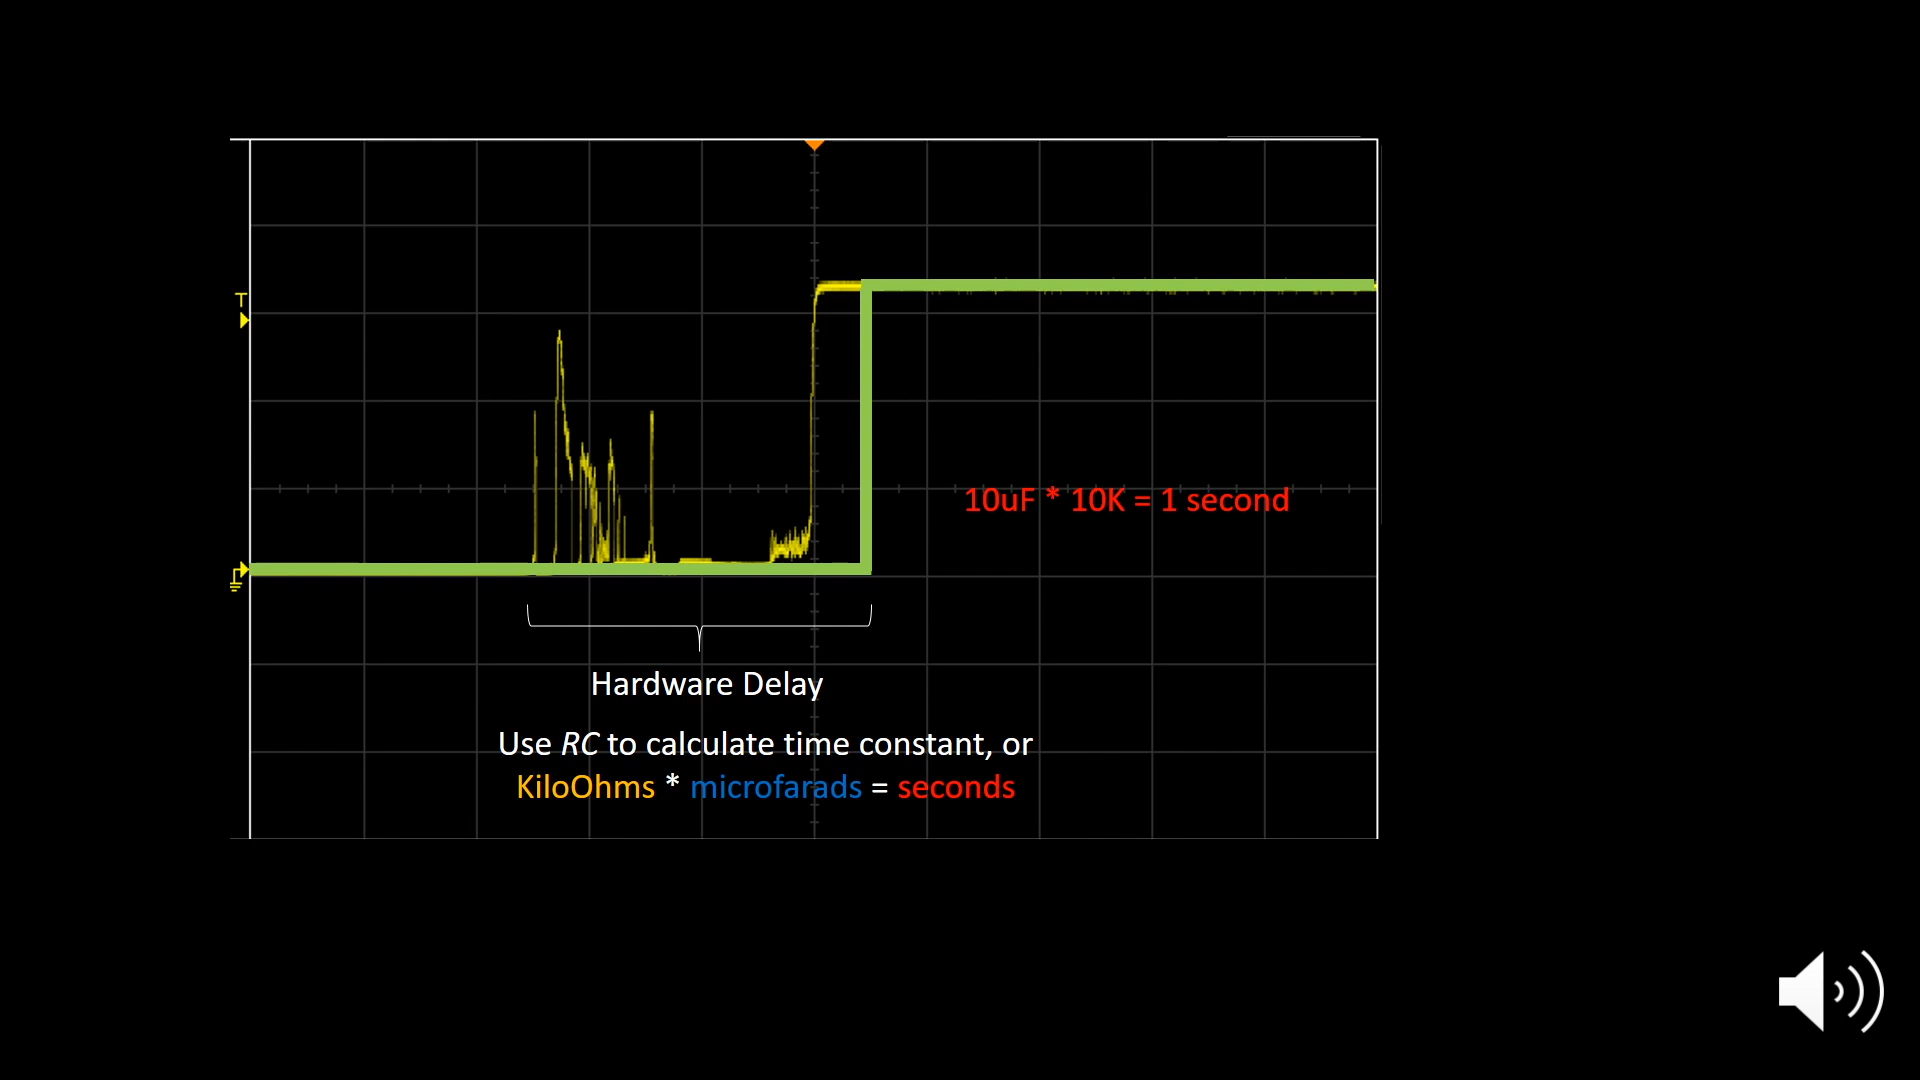 T
10uF * 10K = 1 second
Hardware Delay
Use RC to calculate time constant, or
KiloOhms * microfarads = seconds